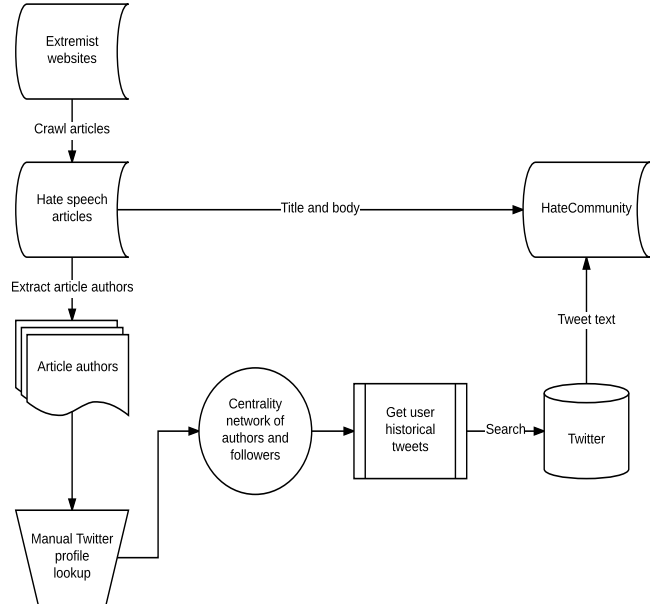 Extremist
websites
Crawl articles
Hate speech
articles
Title and body
HateCommunity
Extract article authors
Tweet text
Article authors
Centrality
network of
authors and
followers
Get user
historical
tweets
Search
Twitter
Manual Twitter
profile
lookup